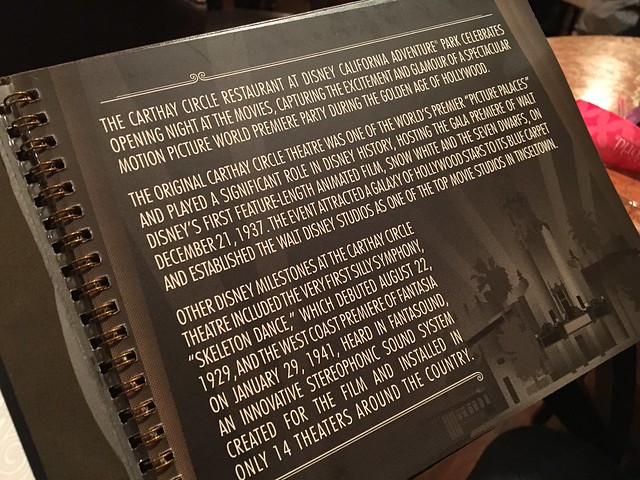 THE CARTHAY CIRCLE RESTAURANT AT DISNEY CALIFORNIA ADVENTURE® PARK CELEBRATES
OPENING NIGHT AT THE MOVIES, CAPTURING THE EXCITEMENT AND GLAMOUR OF A SPECTACULAR
MOTION PICTURE WORLD PREMIERE PARTY DURING THE GOLDEN AGE OF HOLLYWOOD.
THE ORIGINAL CARTHAY CIRCLE THEATRE WAS ONE OF THE WORLD'S PREMIER "PICTURE PALACES"
AND PLAYED A SIGNIFICANT ROLE IN DISNEY HISTORY, HOSTING THE GALA PREMIERE OF WALT
DISNEY'S FIRST FEATURE-LENGTH ANIMATED FILM, SNOW WHITE AND THE SEVEN DWARFS, ON
DECEMBER 21, 1937. THE EVENT ATTRACTED A GALAXY OF HOLLYWOOD STARS TO ITS BLUE CARPET
AND ESTABLISHED THE WALT DISNEY STUDIOS AS ONE OF THE TOP MOVIE STUDIOS IN TINSELTOWN.
OTHER DISNEY MILESTONES AT THE CARTHAY CIRCLE
THEATRE INCLUDED THE VERY FIRST SILLY SYMPHONY,
"SKELETON DANCE," WHICH DEBUTED AUGUST 22,
1929, AND THE WEST COAST PREMIERE OF FANTASIA
ON JANUARY 29, 1941, HEARD IN FANTASOUND,
AN INNOVATIVE STEREOPHONIC SOUND SYSTEM
CREATED FOR THE FILM AND INSTALLED IN
ONLY 14 THEATERS AROUND THE COUNTRY.